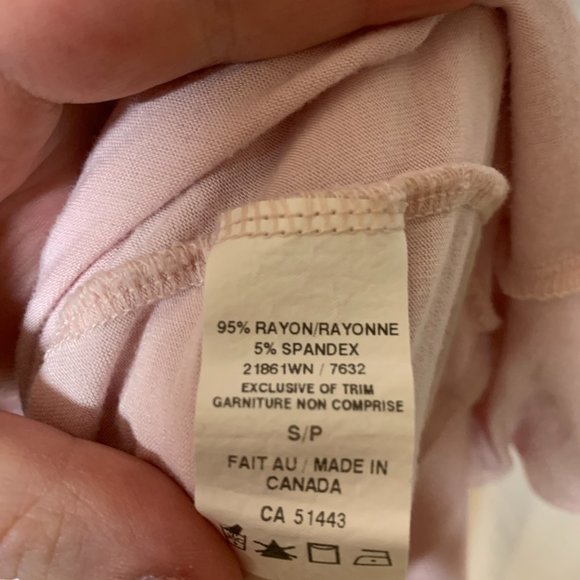 95% RAYON/RAYONNE
5% SPANDEX
21861WN / 7632
EXCLUSIVE OF TRIM
GARNITURE NON COMPRISE
S/P
FAIT AU / MADE IN
CANADA
CA 51443